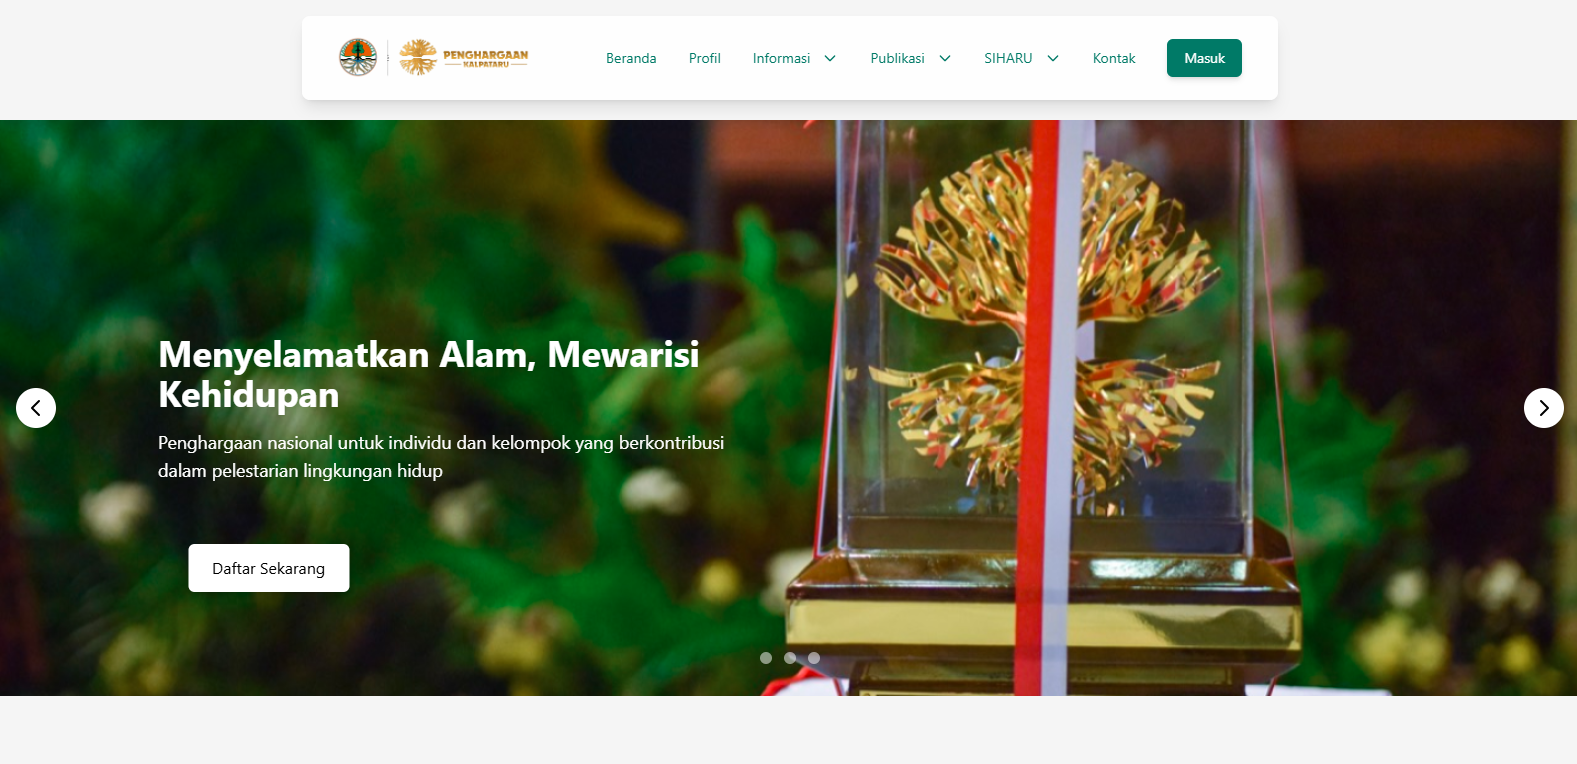 PENGHARGAAN
KALPATARU
Beranda
Profil
Informasi
Publikasi
SIHARU
Kontak
Masuk
Menyelamatkan Alam, Mewarisi
Kehidupan
Penghargaan nasional untuk individu dan kelompok yang berkontribusi
dalam pelestarian lingkungan hidup
Daftar Sekarang